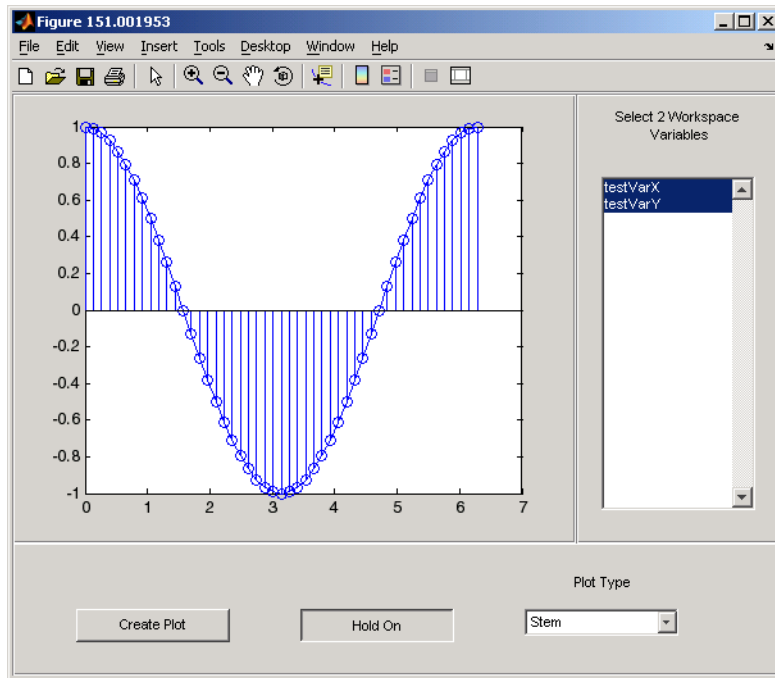 Figure 151.001953
File Edit View Insert Tools Desktop Window Help
Select 2 Workspace
Variables
testVarX
testVarY
1
0.8
0.6
0.4
0.2
0
-0.2
-0.4
-0.6
-0.8
-1
0 1 2 3 4 5 6 7
Plot Type
Create Plot
Hold On
Stem